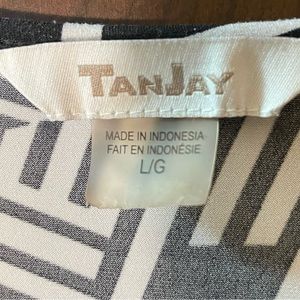 TANJAY
MADE IN INDONESIA
FAIT EN INDONÉSIE
L/G